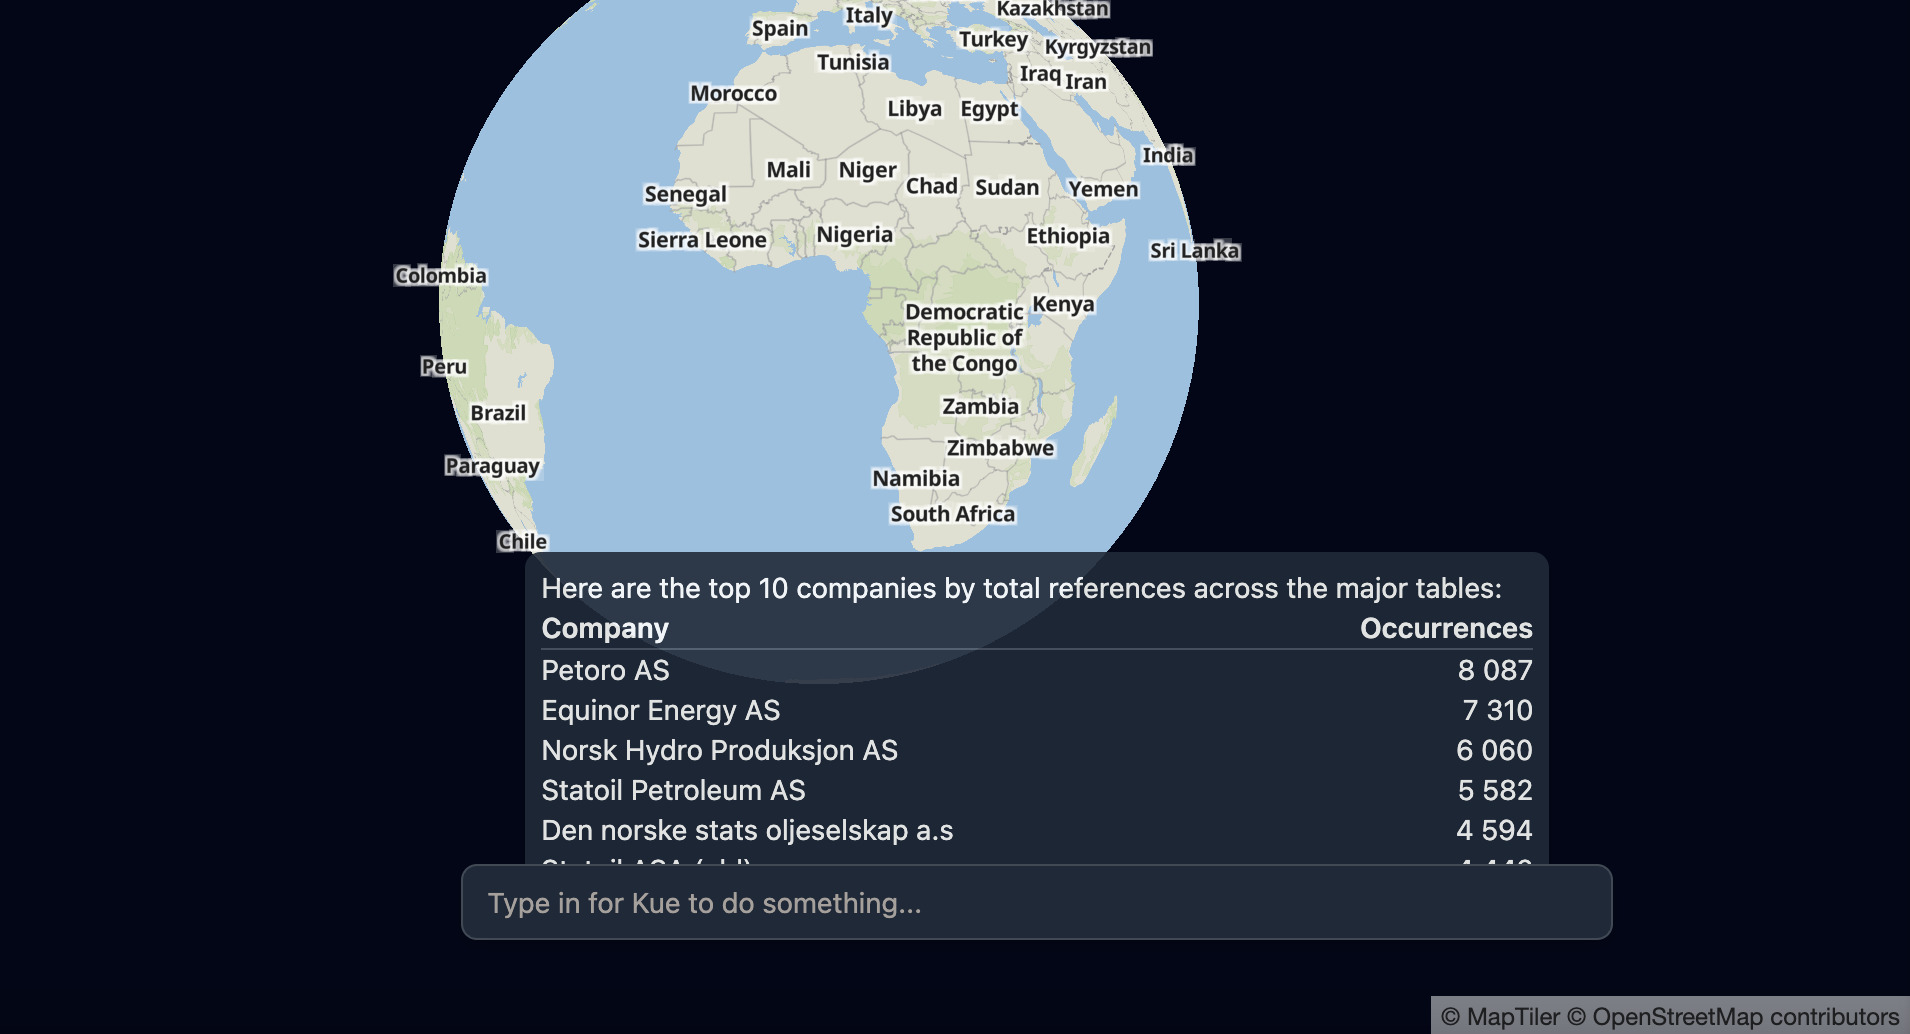 Kazakhstan
Italy
Spain
Turkey
Kyrgyzstan
Tunisia
Iraq
Iran
Morocco
Libya
Egypt
India
Mali
Niger
Chad
Sudan
Yemen
Senegal
Sierra Leone
Nigeria
Ethiopia
Sri Lanka
Colombia
Democratic
Republic of
the Congo
Kenya
Peru
Brazil
Zambia
Zimbabwe
Paraguay
Namibia
South Africa
Chile
Here are the top 10 companies by total references across the major tables:
Company Occurrences
Petoro AS 8 087
Equinor Energy AS 7 310
Norsk Hydro Produksjon AS 6 060
Statoil Petroleum AS 5 582
Den norske stats oljeselskap a.s 4 594
Type in for Kue to do something...
© MapTiler © OpenStreetMap contributors